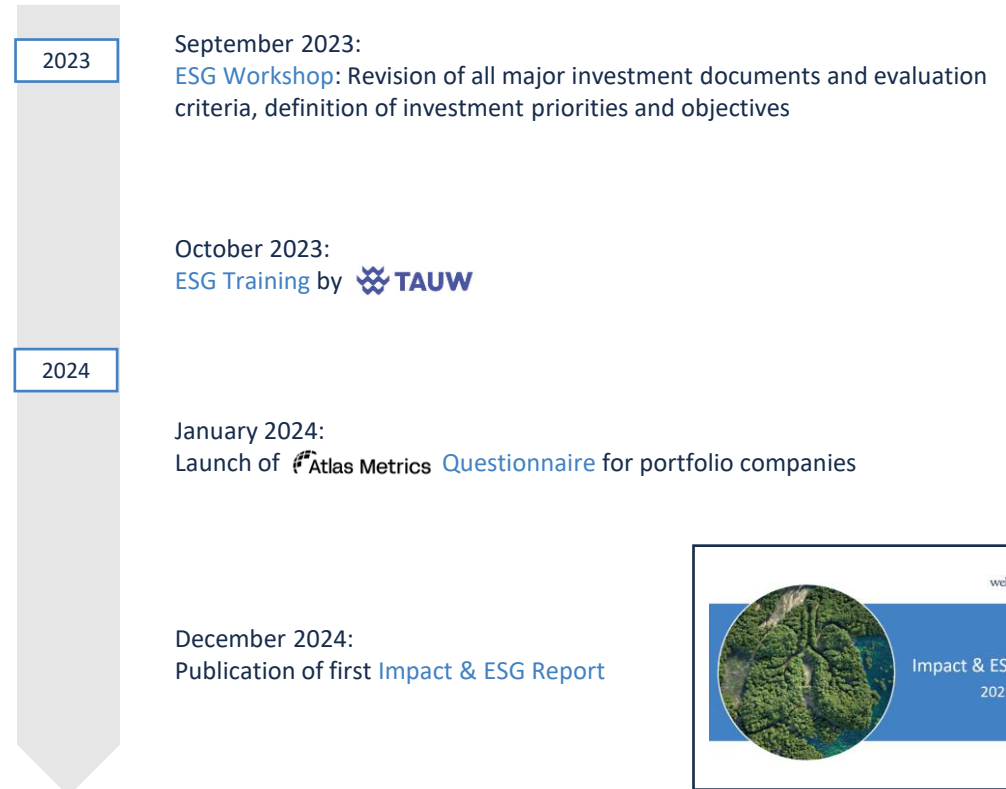 2023
September 2023:
ESG Workshop: Revision of all major investment documents and evaluation
criteria, definition of investment priorities and objectives
October 2023:
ESG Training by TAUW
2024
January 2024:
Launch of Atlas Metrics Questionnaire for portfolio companies
December 2024:
Publication of first Impact & ESG Report
Impact &